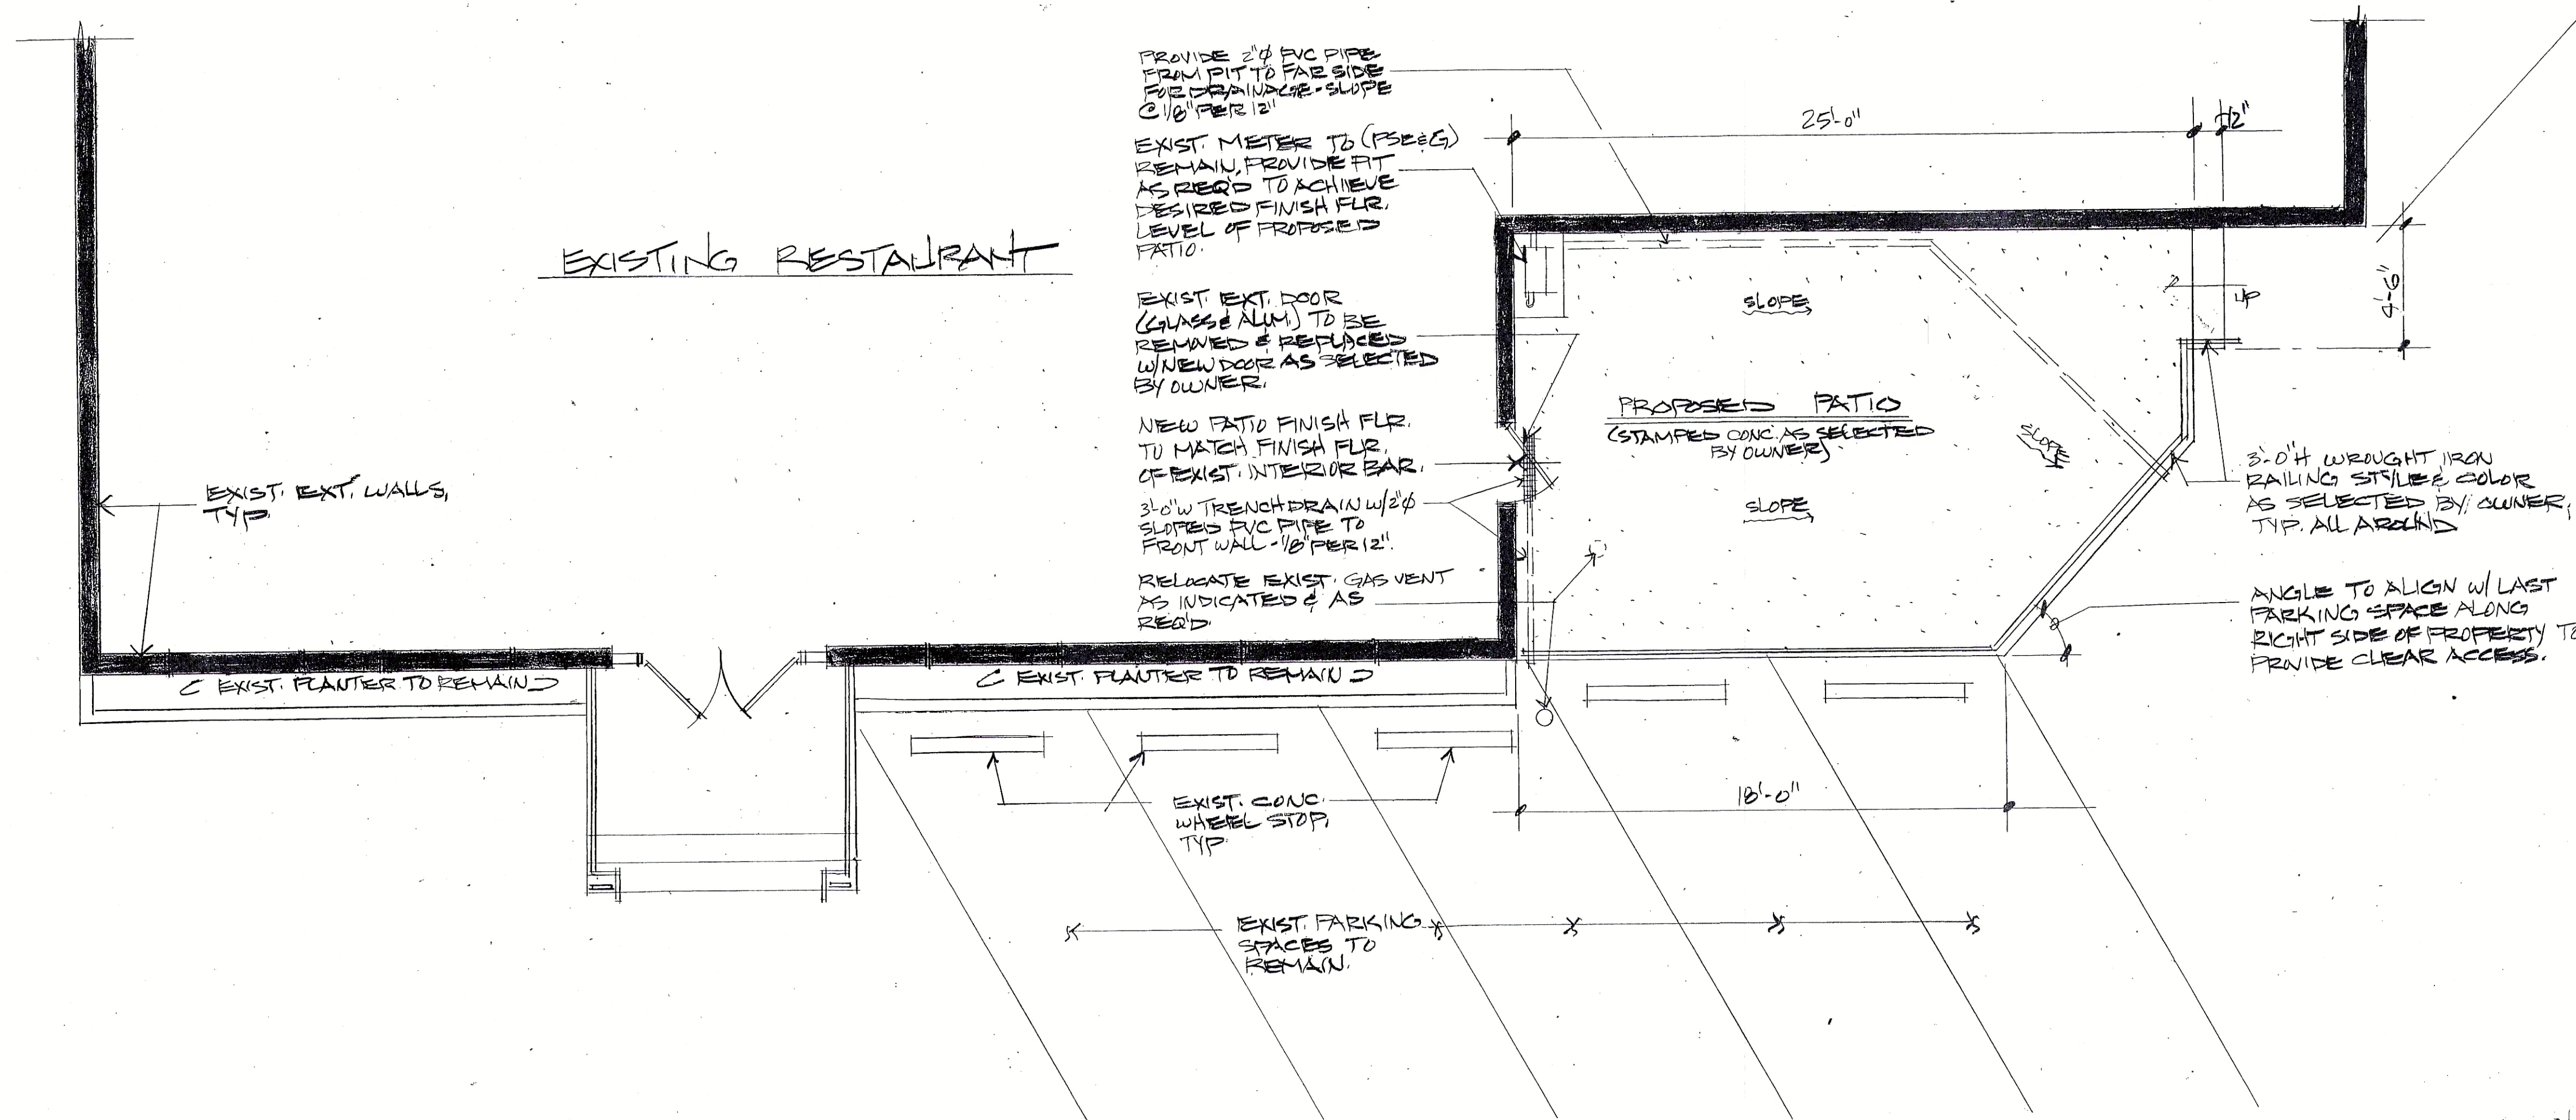 PROVIDE 2"Ø PVC PIPE
FROM PIT TO FAR SIDE
FOR DRAINAGE - SLOPE
@ 1/8" PER 12"
25'-0"
12"
EXIST. METER TO (PSE&G)
REMAIN, PROVIDE PIT
AS REQ'D TO ACHIIEVE
DESIRED FINISH FLR.
LEVEL OF PROPOSED
PATIO.
EXISTING RESTAURANT
4'-6"
UP
SLOPE
EXIST. EXT. DOOR
(GLASS & ALUM.) TO BE
REMOVED & REPLACED
W/NEW DOOR AS SELECTED
BY OWNER.
PROPOSED PATIO
(STAMPED CONC. AS SELECTED
BY OWNER)
SLOPE
NEW PATIO FINISH FLR.
TO MATCH FINISH FLR.
OF EXIST. INTERIOR BAR.
3'-0"H WROUGHT IRON
RAILING STYLE & COLOR
AS SELECTED BY OWNER,
TYP. ALL AROUND
EXIST. EXT. WALLS,
TYP.
3'-0"W TRENCH DRAIN W/2"Ø
SLOPED PVC PIPE TO
FRONT WALL - 1/8" PER 12".
SLOPE
RELOCATE EXIST. GAS VENT
AS INDICATED & AS
REQ'D.
ANGLE TO ALIGN W/ LAST
PARKING SPACE ALONG
RIGHT SIDE OF PROPERTY TO
PROVIDE CLEAR ACCESS.
EXIST. PLANTER TO REMAIN
EXIST. PLANTER TO REMAIN
18'-0"
EXIST. CONC.
WHEEL STOP,
TYP.
EXIST. PARKING
SPACES TO
REMAIN.